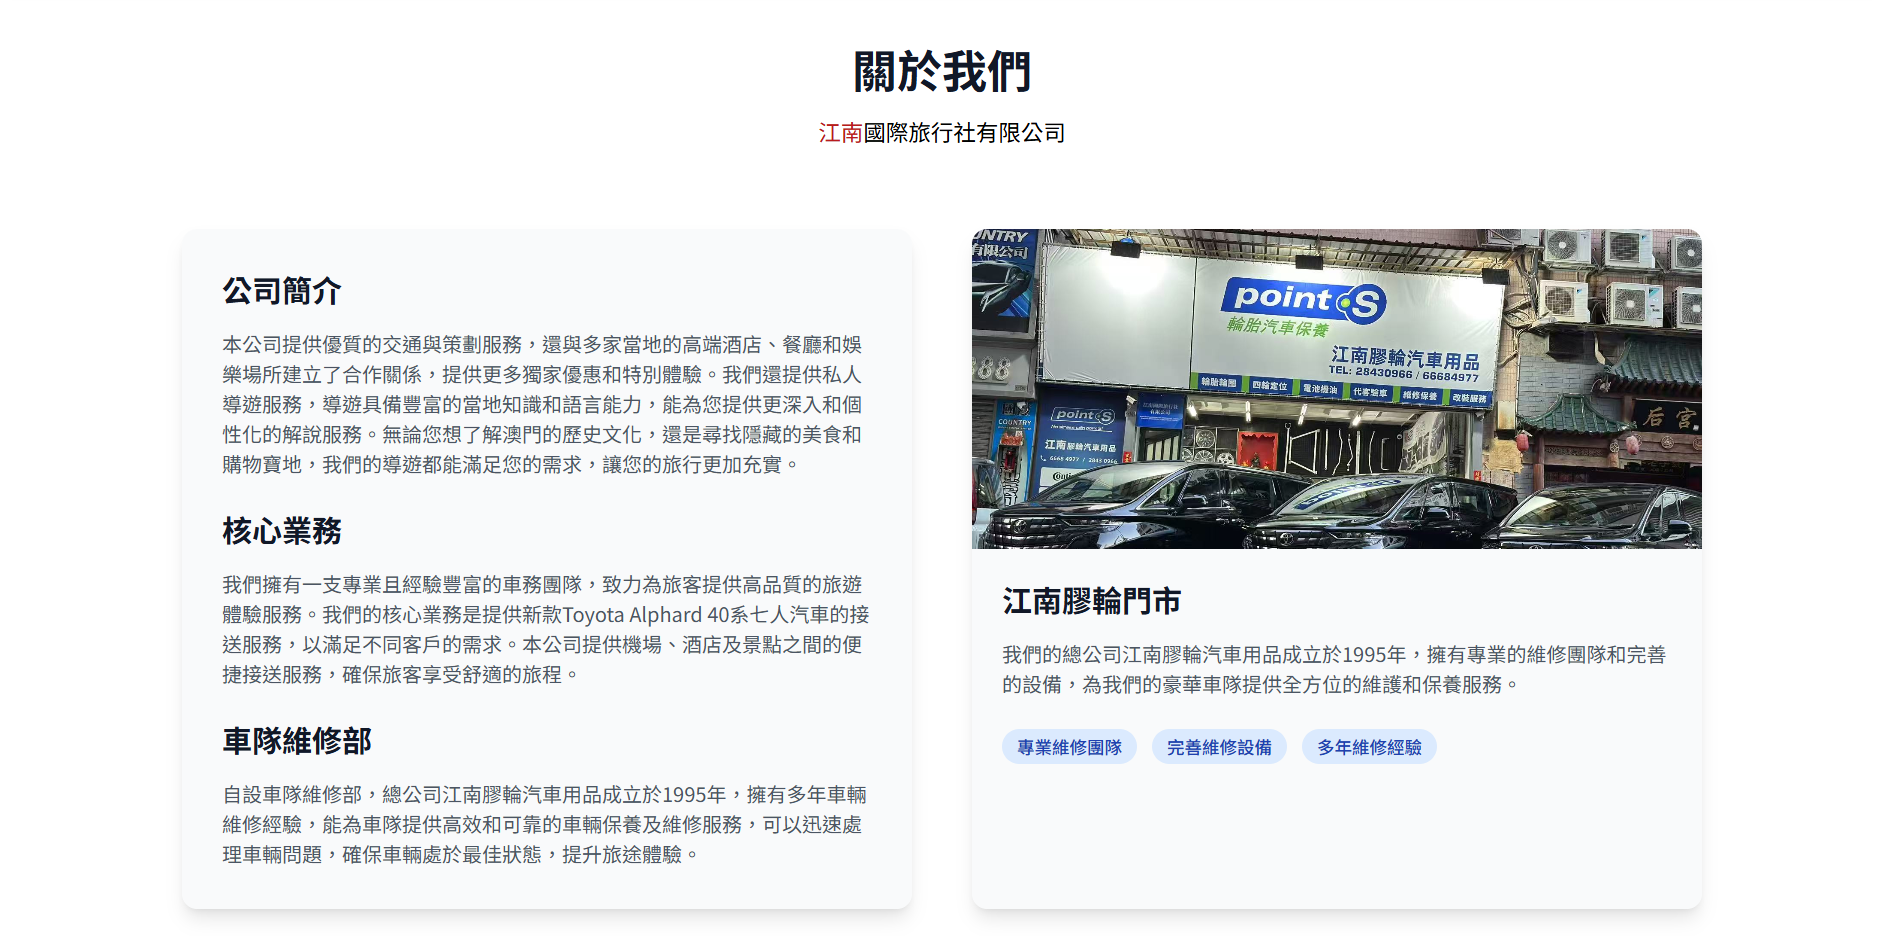 關於我們
江南國際旅行社有限公司
公司簡介
本公司提供優質的交通與策劃服務，還與多家當地的高端酒店、餐廳和娛
樂場所建立了合作關係，提供更多獨家優惠和特別體驗。我們還提供私人
導遊服務，導遊具備豐富的當地知識和語言能力，能為您提供更深入和個
性化的解說服務。無論您想了解澳門的歷史文化，還是尋找隱藏的美食和
購物寶地，我們的導遊都能滿足您的需求，讓您的旅行更加充實。
核心業務
我們擁有一支專業且經驗豐富的車務團隊，致力為旅客提供高品質的旅遊
體驗服務。我們的核心業務是提供新款Toyota Alphard 40系七人汽車的接
送服務，以滿足不同客戶的需求。本公司提供機場、酒店及景點之間的便
捷接送服務，確保旅客享受舒適的旅程。
車隊維修部
自設車隊維修部，總公司江南膠輪汽車用品成立於1995年，擁有多年車輛
維修經驗，能為車隊提供高效和可靠的車輛保養及維修服務，可以迅速處
理車輛問題，確保車輛處於最佳狀態，提升旅途體驗。
NTRY
有限公司
988
point S
輪胎汽車保養
江南膠輪汽車用品
TEL: 28430966 / 66684977
輪胎輪圈 四輪定位 電池機油 代客驗車 維修保養 改裝服務
point S
江南膠輪汽車用品
6668 4977 / 2843 0966
COUNTRY
后宮
江南膠輪門市
我們的總公司江南膠輪汽車用品成立於1995年，擁有專業的維修團隊和完善
的設備，為我們的豪華車隊提供全方位的維護和保養服務。
專業維修團隊 完善維修設備 多年維修經驗